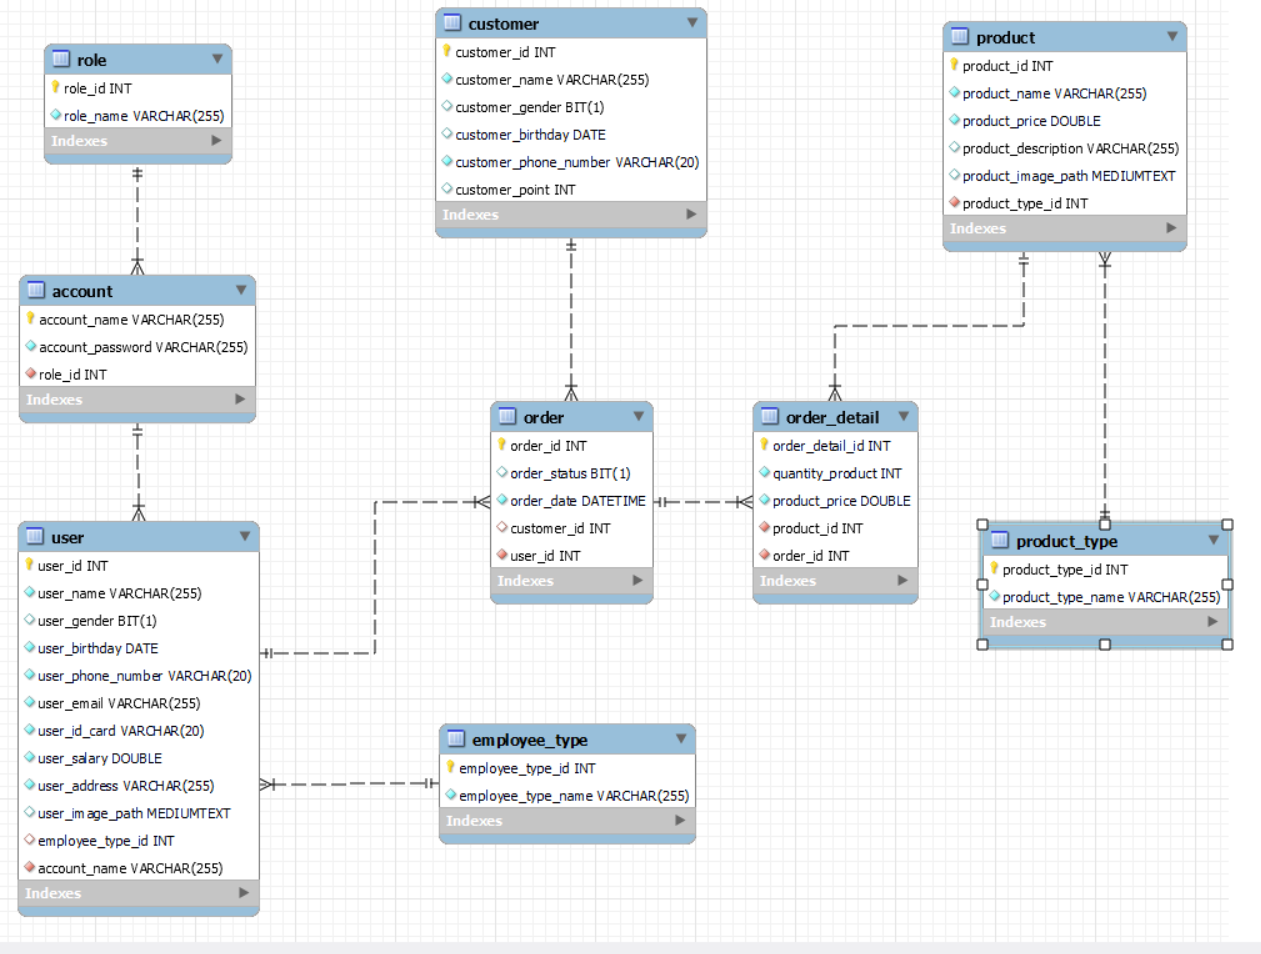 role
role_id INT
role_name VARCHAR(255)
Indexes
customer
customer_id INT
customer_name VARCHAR(255)
customer_gender BIT(1)
customer_birthday DATE
customer_phone_number VARCHAR(20)
customer_point INT
Indexes
product
product_id INT
product_name VARCHAR(255)
product_price DOUBLE
product_description VARCHAR(255)
product_image_path MEDIUMTEXT
product_type_id INT
Indexes
account
account_name VARCHAR(255)
account_password VARCHAR(255)
role_id INT
Indexes
order
order_id INT
order_status BIT(1)
order_date DATETIME
customer_id INT
user_id INT
Indexes
order_detail
order_detail_id INT
quantity_product INT
product_price DOUBLE
product_id INT
order_id INT
Indexes
user
user_id INT
user_name VARCHAR(255)
user_gender BIT(1)
user_birthday DATE
user_phone_number VARCHAR(20)
user_email VARCHAR(255)
user_id_card VARCHAR(20)
user_salary DOUBLE
user_address VARCHAR(255)
user_image_path MEDIUMTEXT
employee_type_id INT
account_name VARCHAR(255)
Indexes
product_type
product_type_id INT
product_type_name VARCHAR(255)
Indexes
employee_type
employee_type_id INT
employee_type_name VARCHAR(255)
Indexes